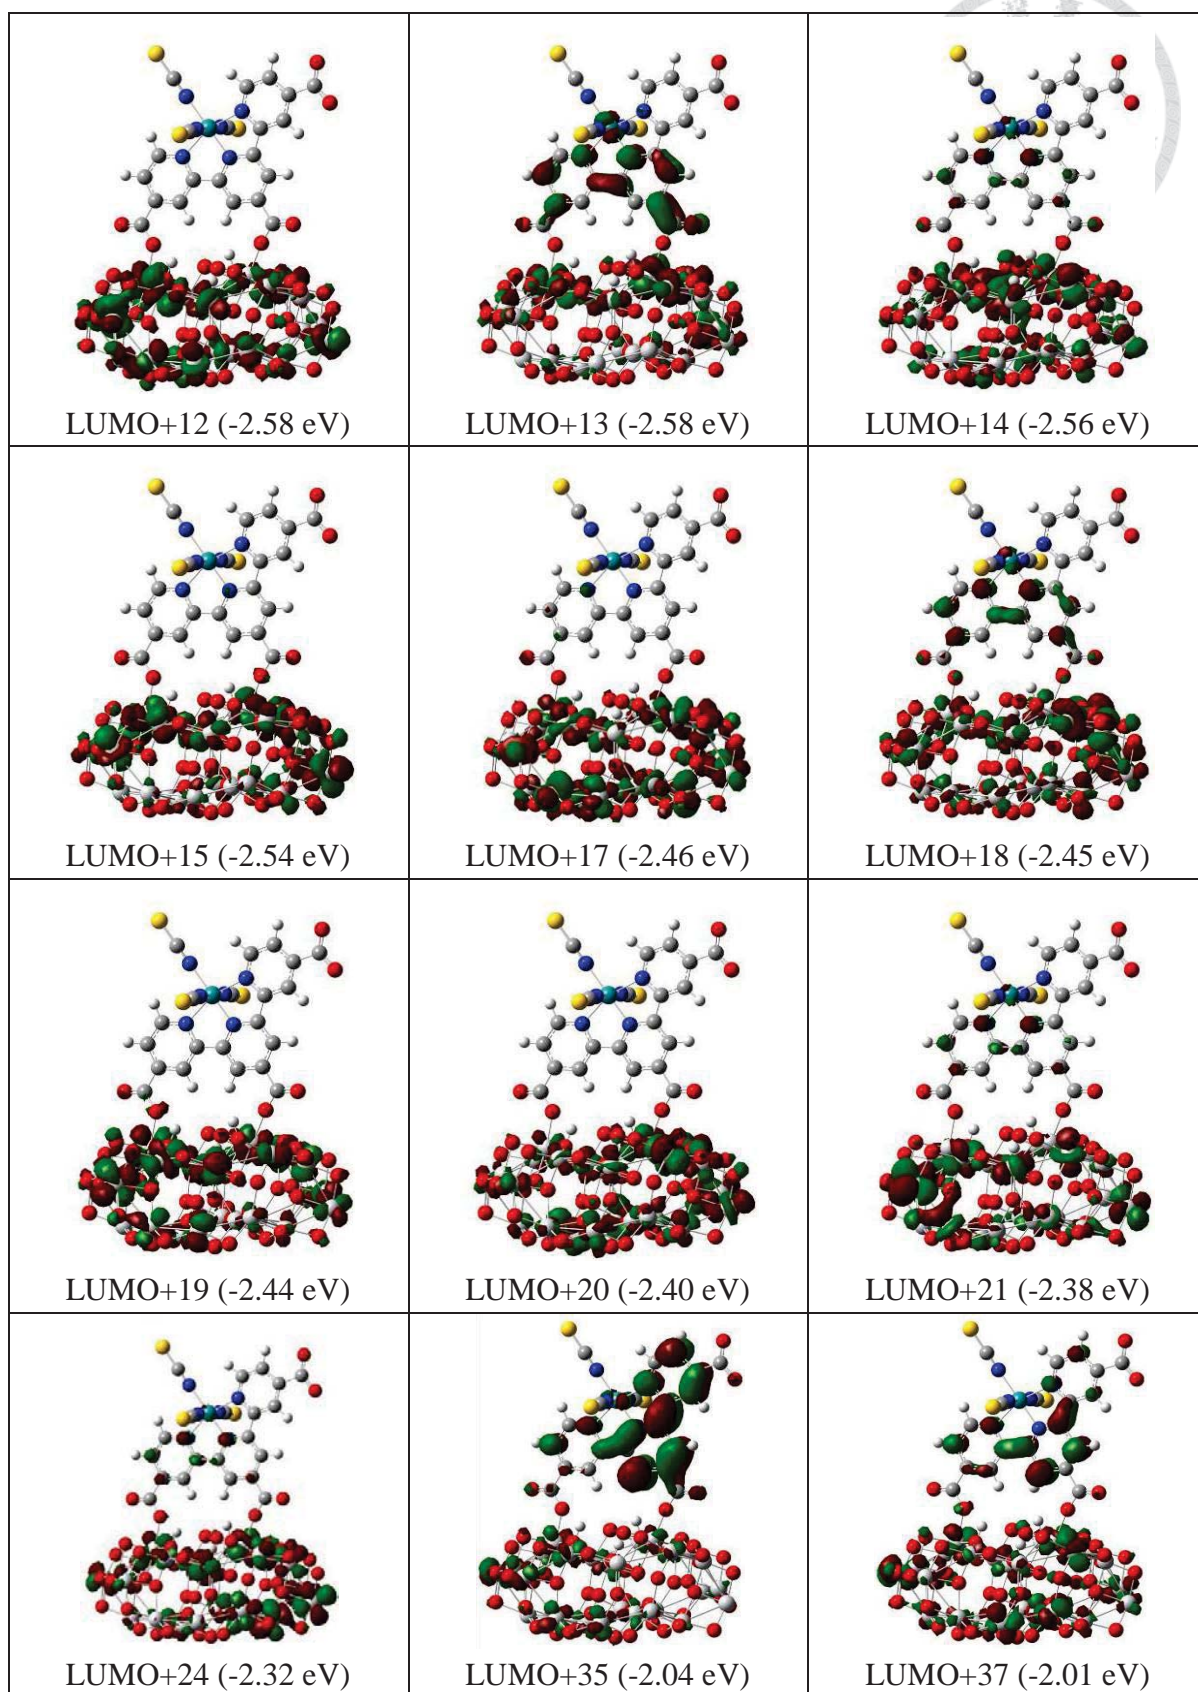 LUMO+12 (-2.58 eV)
LUMO+13 (-2.58 eV)
LUMO+14 (-2.56 eV)
LUMO+15 (-2.54 eV)
LUMO+17 (-2.46 eV)
LUMO+18 (-2.45 eV)
LUMO+19 (-2.44 eV)
LUMO+20 (-2.40 eV)
LUMO+21 (-2.38 eV)
LUMO+24 (-2.32 eV)
LUMO+35 (-2.04 eV)
LUMO+37 (-2.01 eV)